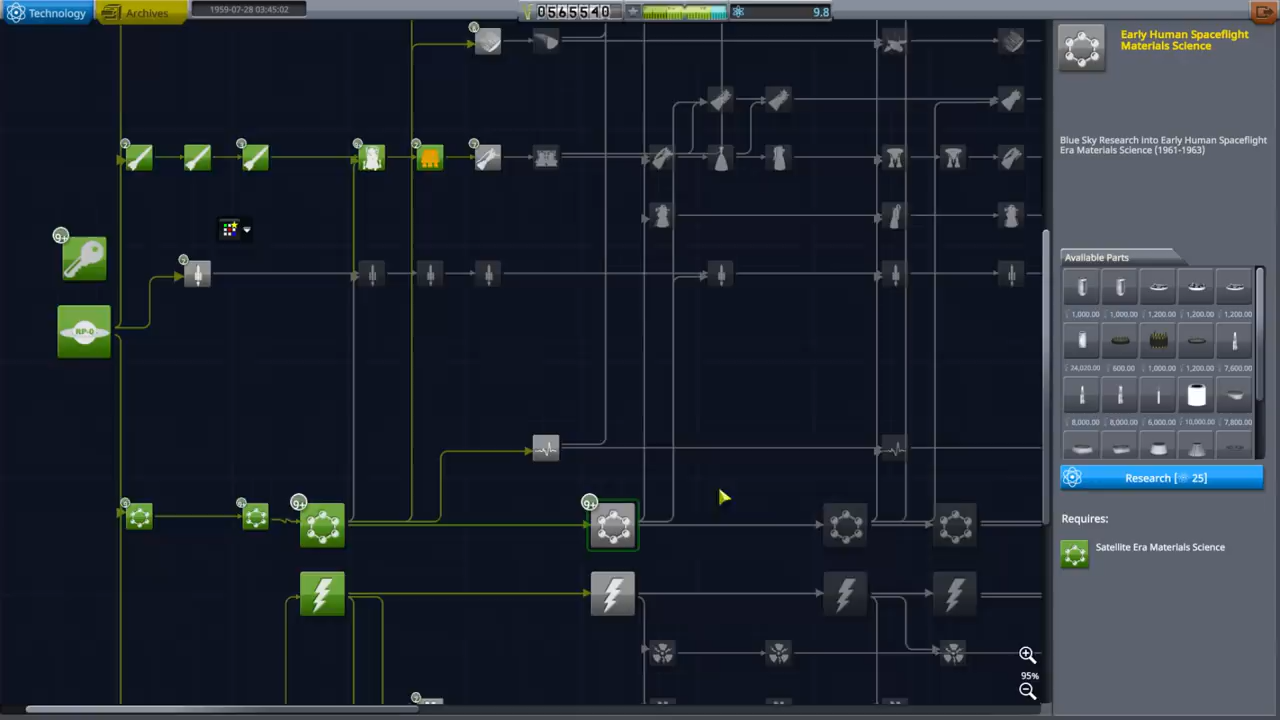 Technology
Archives
1959-07-28 03:45:02
0565540
9.8
Early Human Spaceflight
Materials Science
Blue Sky Research into Early Human Spaceflight
Era Materials Science (1961-1963)
9+
RP-0
Available Parts
1,000.00 1,000.00 1,200.00 1,200.00 1,200.00
24,020.00 600.00 1,000.00 1,200.00 7,600.00
8,000.00 8,000.00 6,000.00 10,000.00 7,800.00
Research [ 25]
Requires:
Satellite Era Materials Science
9+
9+
95%